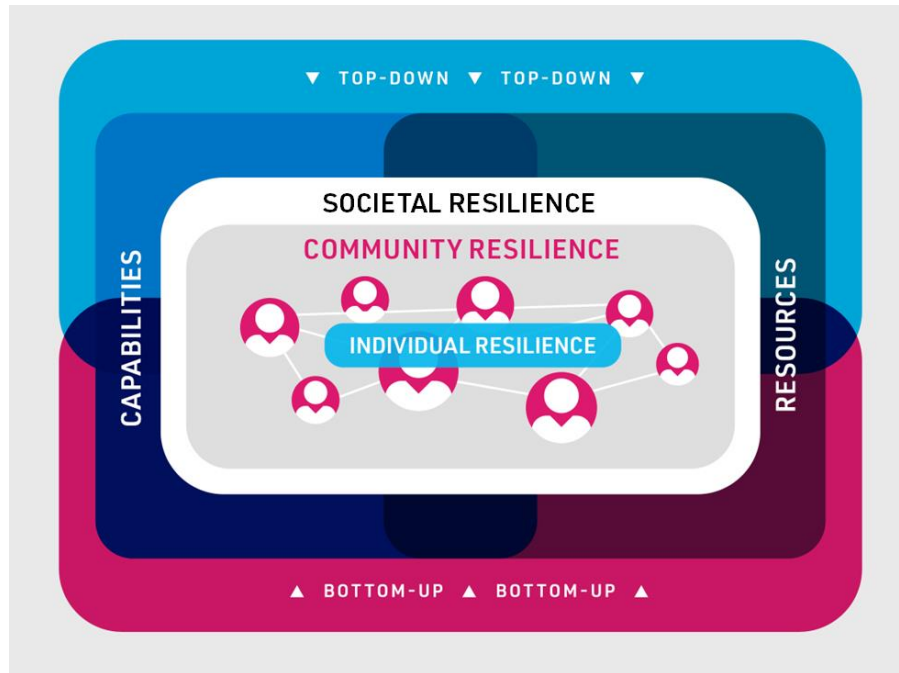 ▼ TOP-DOWN ▼ TOP-DOWN ▼
SOCIETAL RESILIENCE
COMMUNITY RESILIENCE
INDIVIDUAL RESILIENCE
CAPABILITIES
RESOURCES
▲ BOTTOM-UP ▲ BOTTOM-UP ▲